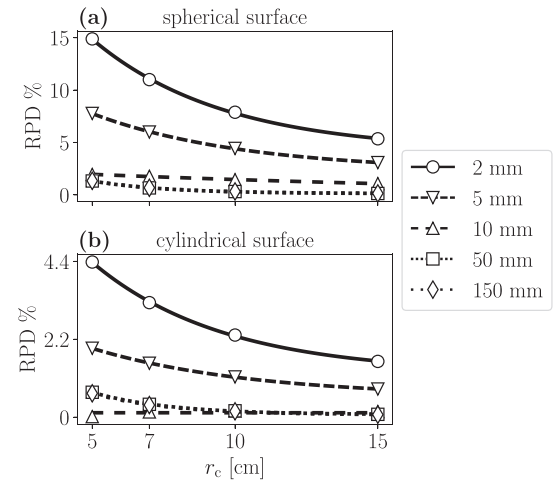 (a) spherical surface
15
10
5
0
RPD %
2 mm
5 mm
10 mm
50 mm
150 mm
(b) cylindrical surface
4.4
2.2
0
RPD %
5 7 10 15
r_c [cm]